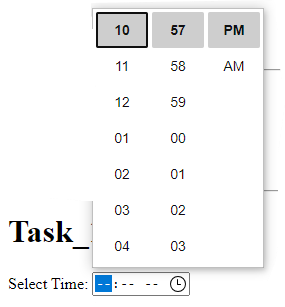 10 57 PM
11 58 AM
12 59
01 00
02 01
03 02
04 03
Task_
Select Time: --:-- --